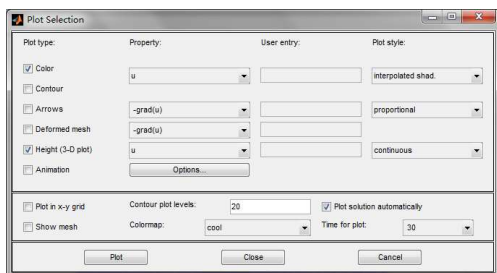 Plot Selection
Plot type: Property: User entry: Plot style:
Color u interpolated shad.
Contour
Arrows -grad(u) proportional
Deformed mesh -grad(u)
Height (3-D plot) u continuous
Animation Options...
Plot in x-y grid Contour plot levels: 20 Plot solution automatically
Show mesh Colormap: cool Time for plot: 30
Plot Close Cancel